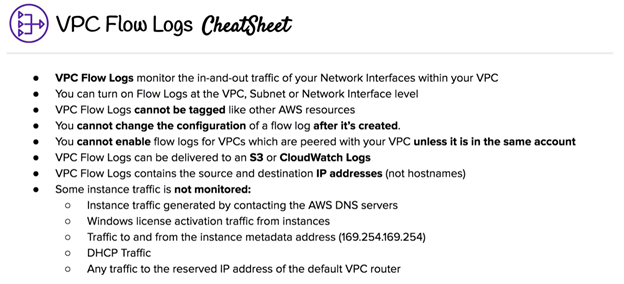 VPC Flow Logs CheatSheet
● VPC Flow Logs monitor the in-and-out traffic of your Network Interfaces within your VPC
● You can turn on Flow Logs at the VPC, Subnet or Network Interface level
● VPC Flow Logs cannot be tagged like other AWS resources
● You cannot change the configuration of a flow log after it's created.
● You cannot enable flow logs for VPCs which are peered with your VPC unless it is in the same account
● VPC Flow Logs can be delivered to an S3 or CloudWatch Logs
● VPC Flow Logs contains the source and destination IP addresses (not hostnames)
● Some instance traffic is not monitored:
○ Instance traffic generated by contacting the AWS DNS servers
○ Windows license activation traffic from instances
○ Traffic to and from the instance metadata address (169.254.169.254)
○ DHCP Traffic
○ Any traffic to the reserved IP address of the default VPC router